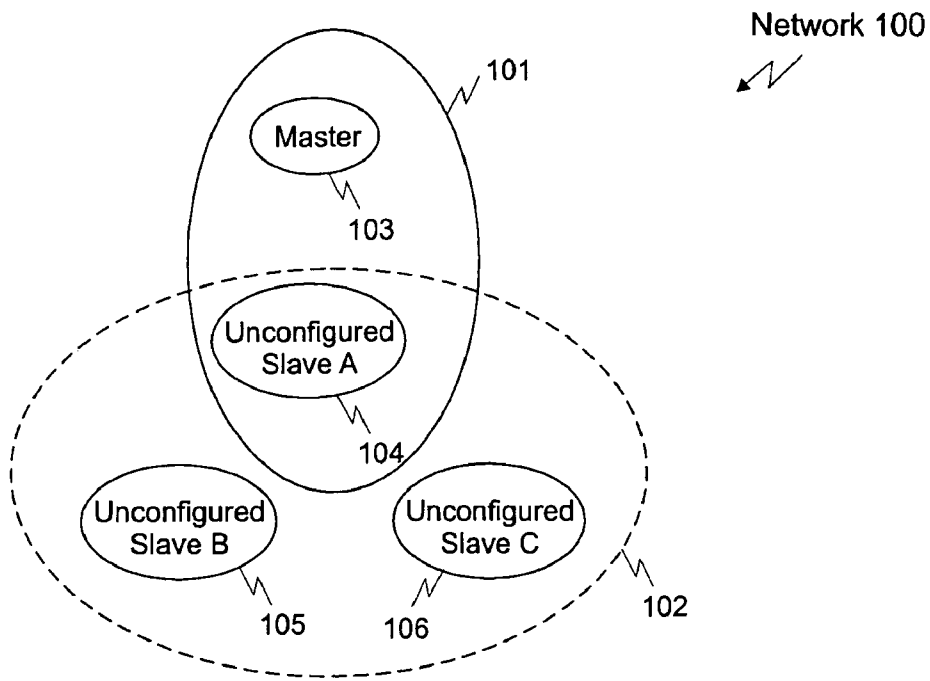 Network 100
101
Master
103
Unconfigured
Slave A
104
Unconfigured
Slave B
Unconfigured
Slave C
105
106
102